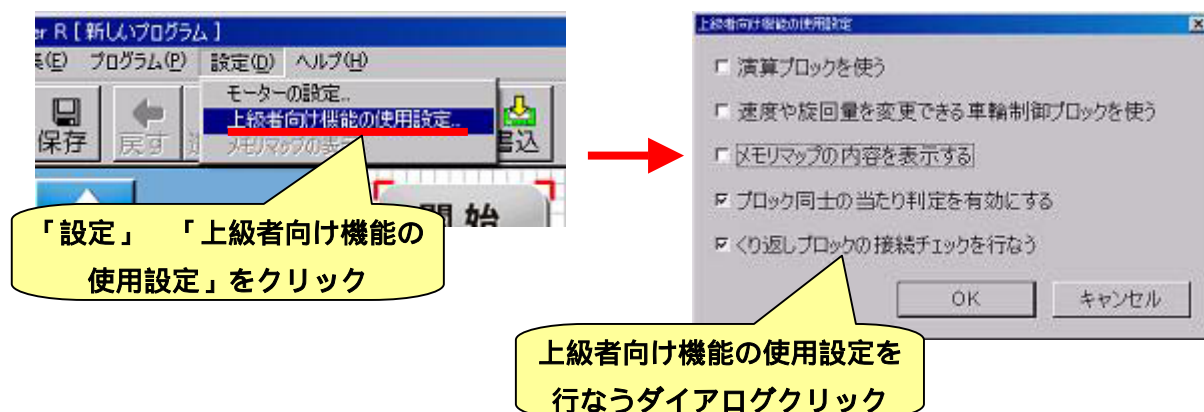 er R [ 新しいプログラム ]
(E) プログラム(P) 設定(D) ヘルプ(H)
モーターの設定..
上級者向け機能の使用設定..
メモリマップの表示
保存
戻す
書込
開始
「設定」 「上級者向け機能の
使用設定」をクリック
上級者向け機能の使用設定
演算ブロックを使う
速度や旋回量を変更できる車輪制御ブロックを使う
メモリマップの内容を表示する
ブロック同士の当たり判定を有効にする
くり返しブロックの接続チェックを行なう
OK キャンセル
上級者向け機能の使用設定を
行なうダイアログクリック